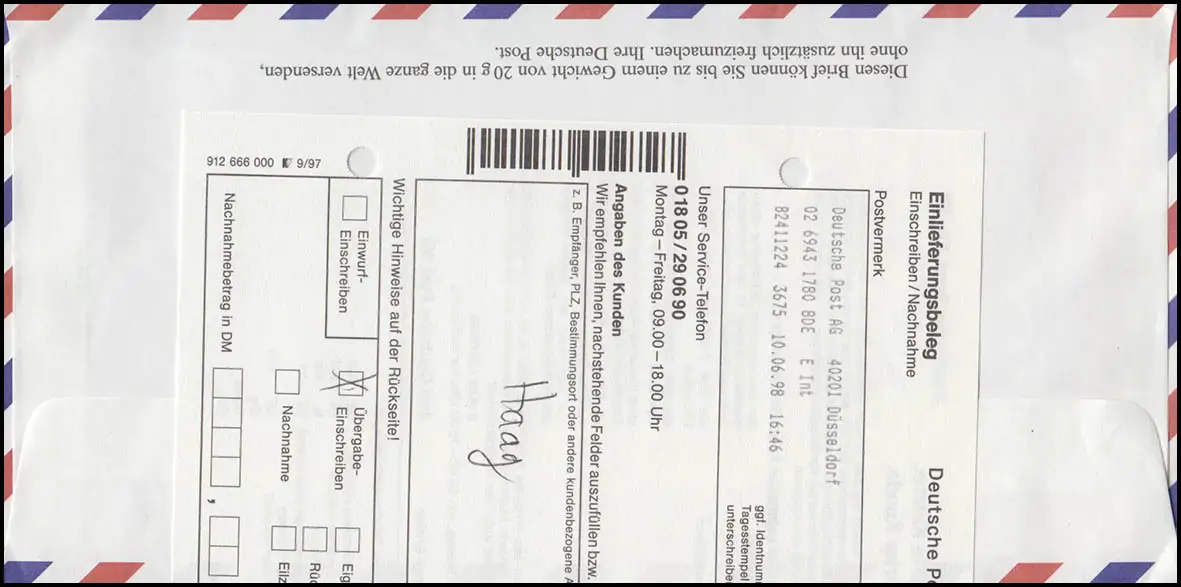 Diesen Brief können Sie bis zu einem Gewicht von 20 g in die ganze Welt versenden,
ohne ihn zusätzlich freizumachen. Ihre Deutsche Post.
Einlieferungsbeleg
Einschreiben / Nachnahme
Deutsche
Postvermerk
Deutsche Post AG 40201 Düsseldorf
02 6943 1780 8DE E Int
82411224 3675 10.06.98 16:46
ggf. Identnum
Tagesstempel
unterschreibe
Unser Service-Telefon
0 18 05 / 29 06 90
Montag – Freitag, 09.00 – 18.00 Uhr
Angaben des Kunden
Wir empfehlen Ihnen, nachstehende Felder auszufüllen bzw.
z. B. Empfänger, PLZ, Bestimmungsort oder andere kundenbezogene A
Haag
Wichtige Hinweise auf der Rückseite!
Einwurf-
Einschreiben
Übergabe-
Einschreiben
Eig
Rü
Nachnahme
Eilz
Nachnahmebetrag in DM
,
912 666 000 9/97